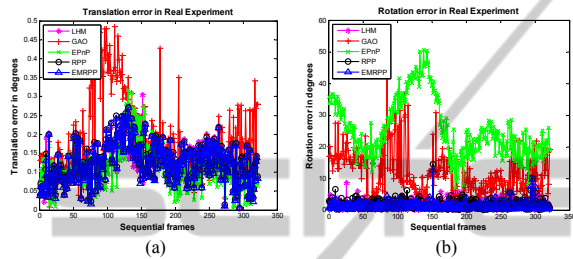 Translation error in Real Experiment
0.5
0.45
0.4
0.35
0.3
0.25
0.2
0.15
0.1
0.05
0
Translation error in degrees
LHM
GAO
EPnP
RPP
EMRPP
0 50 100 150 200 250 300 350
Sequential frames
(a)
Rotation error in Real Experiment
60
50
40
30
20
10
0
Rotation error in degrees
LHM
GAO
EPnP
RPP
EMRPP
0 50 100 150 200 250 300 350
Sequential frames
(b)